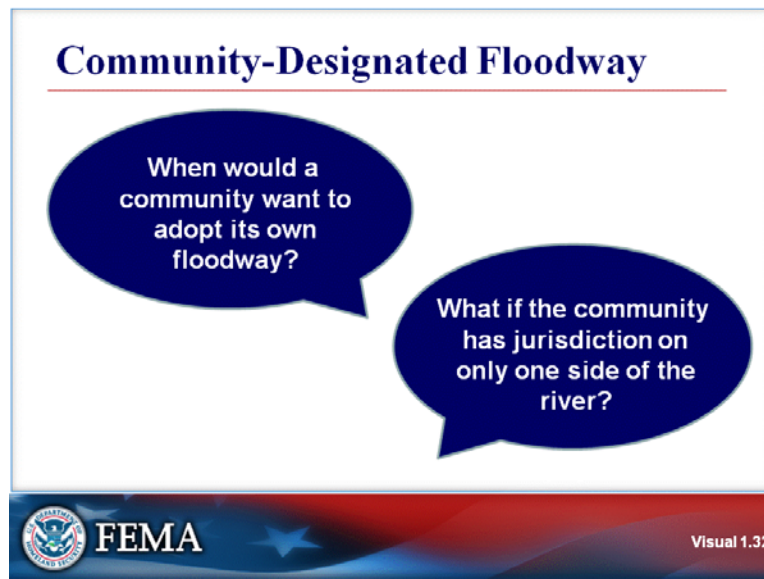 Community-Designated Floodway
When would a
community want to
adopt its own
floodway?
What if the community
has jurisdiction on
only one side of the
river?
FEMA
Visual 1.32